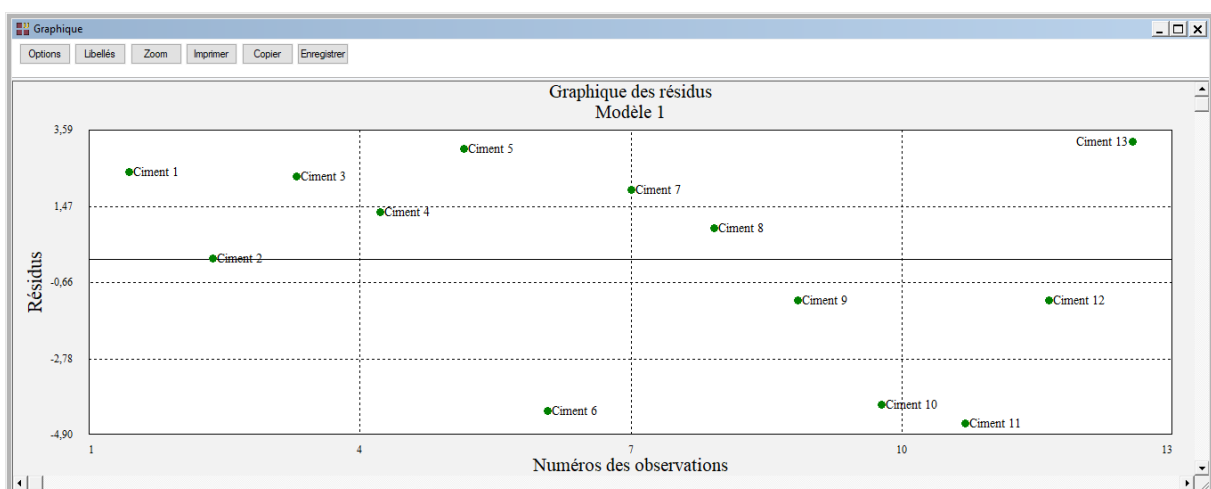 Graphique
Options Libellés Zoom Imprimer Copier Enregistrer
Graphique des résidus
Modèle 1
3,59
Ciment 13
Ciment 5
Ciment 1
Ciment 3
Ciment 7
1,47
Ciment 4
Ciment 8
Résidus
Ciment 2
-0,66
Ciment 9
Ciment 12
-2,78
Ciment 10
Ciment 6
Ciment 11
-4,90
1 4 7 10 13
Numéros des observations